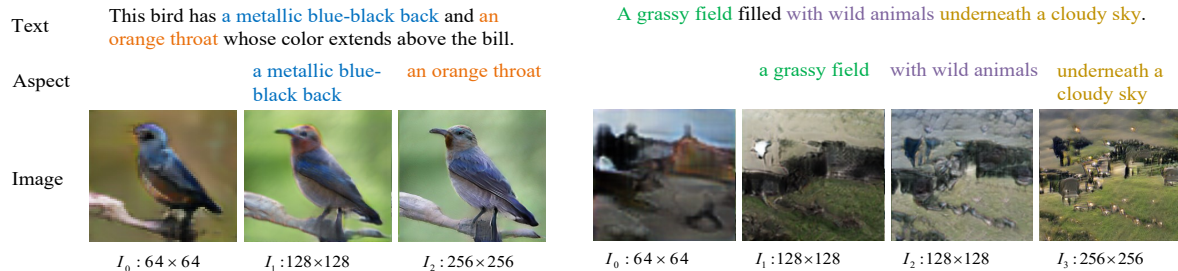 Text
This bird has a metallic blue-black back and an
orange throat whose color extends above the bill.
A grassy field filled with wild animals underneath a cloudy sky.
Aspect
a metallic blue-
black back
an orange throat
a grassy field
with wild animals
underneath a
cloudy sky
Image
I₀ : 64 × 64
I₁ :128×128
I₂ : 256×256
I₀ : 64 × 64
I₁ :128×128
I₂ :128×128
I₃ :256×256